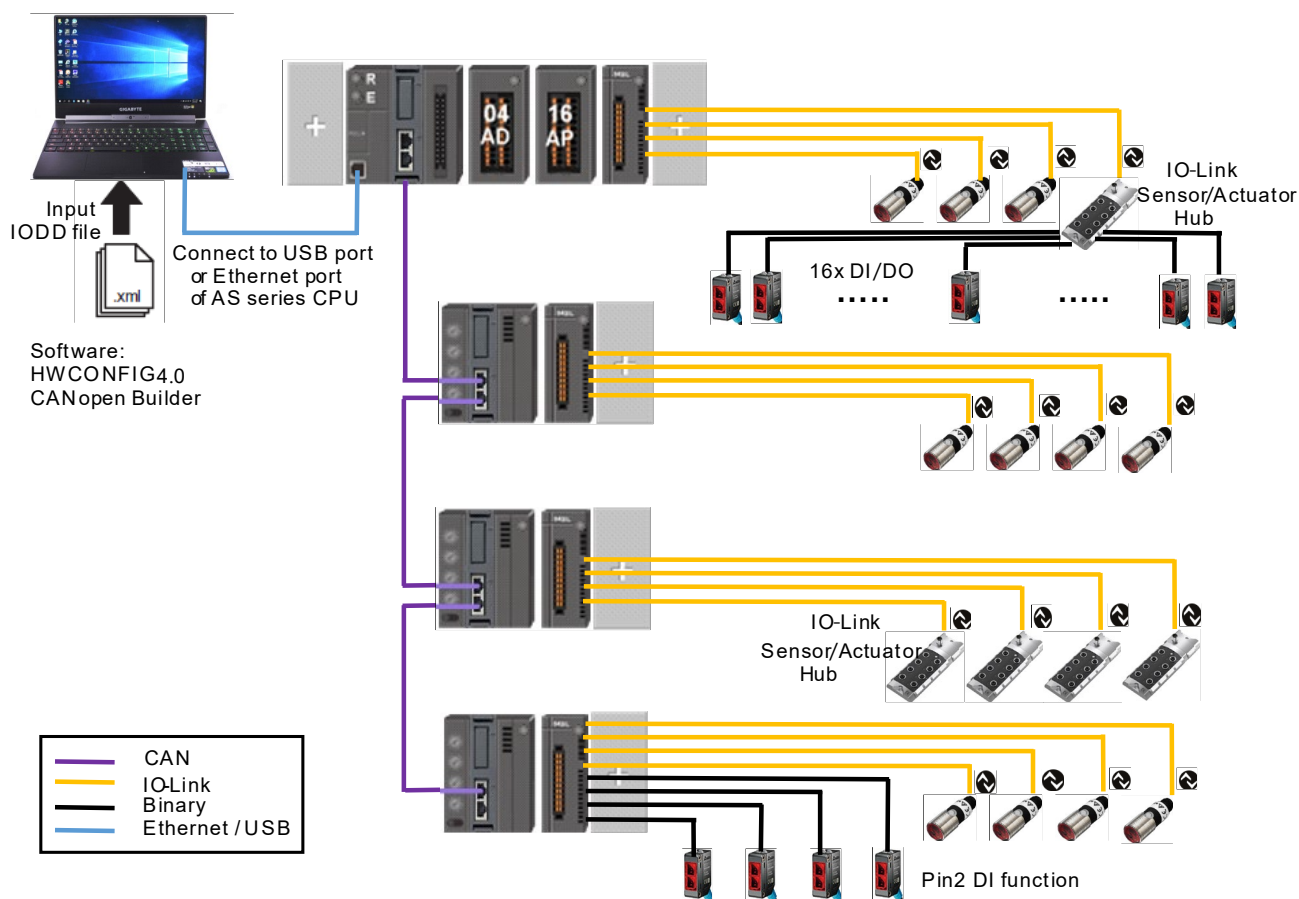 GIGABYTE
R
E
04
AD
16
AP
Input
IODD file
.xml
Connect to USB port
or Ethernet port
of AS series CPU
Software:
HWCONFIG4.0
CANopen Builder
IO-Link
Sensor/Actuator
Hub
16x DI/DO
.....
.....
IO-Link
Sensor/Actuator
Hub
CAN
IO-Link
Binary
Ethernet / USB
Pin2 DI function